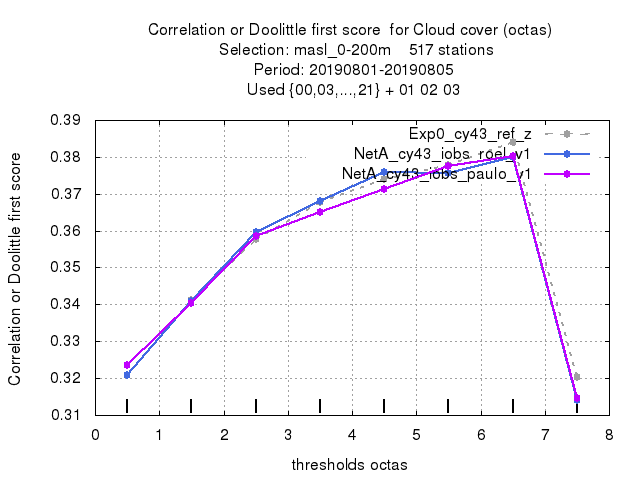 Correlation or Doolittle first score  for Cloud cover (octas)
Selection: masl_0-200m    517 stations
Period: 20190801-20190805
Used {00,03,...,21} + 01 02 03
Correlation or Doolittle first score
0.39
0.38
0.37
0.36
0.35
0.34
0.33
0.32
0.31
Exp0_cy43_ref_z
NetA_cy43_iobs_roel_v1
NetA_cy43_iobs_paulo_v1
0 1 2 3 4 5 6 7 8
thresholds octas